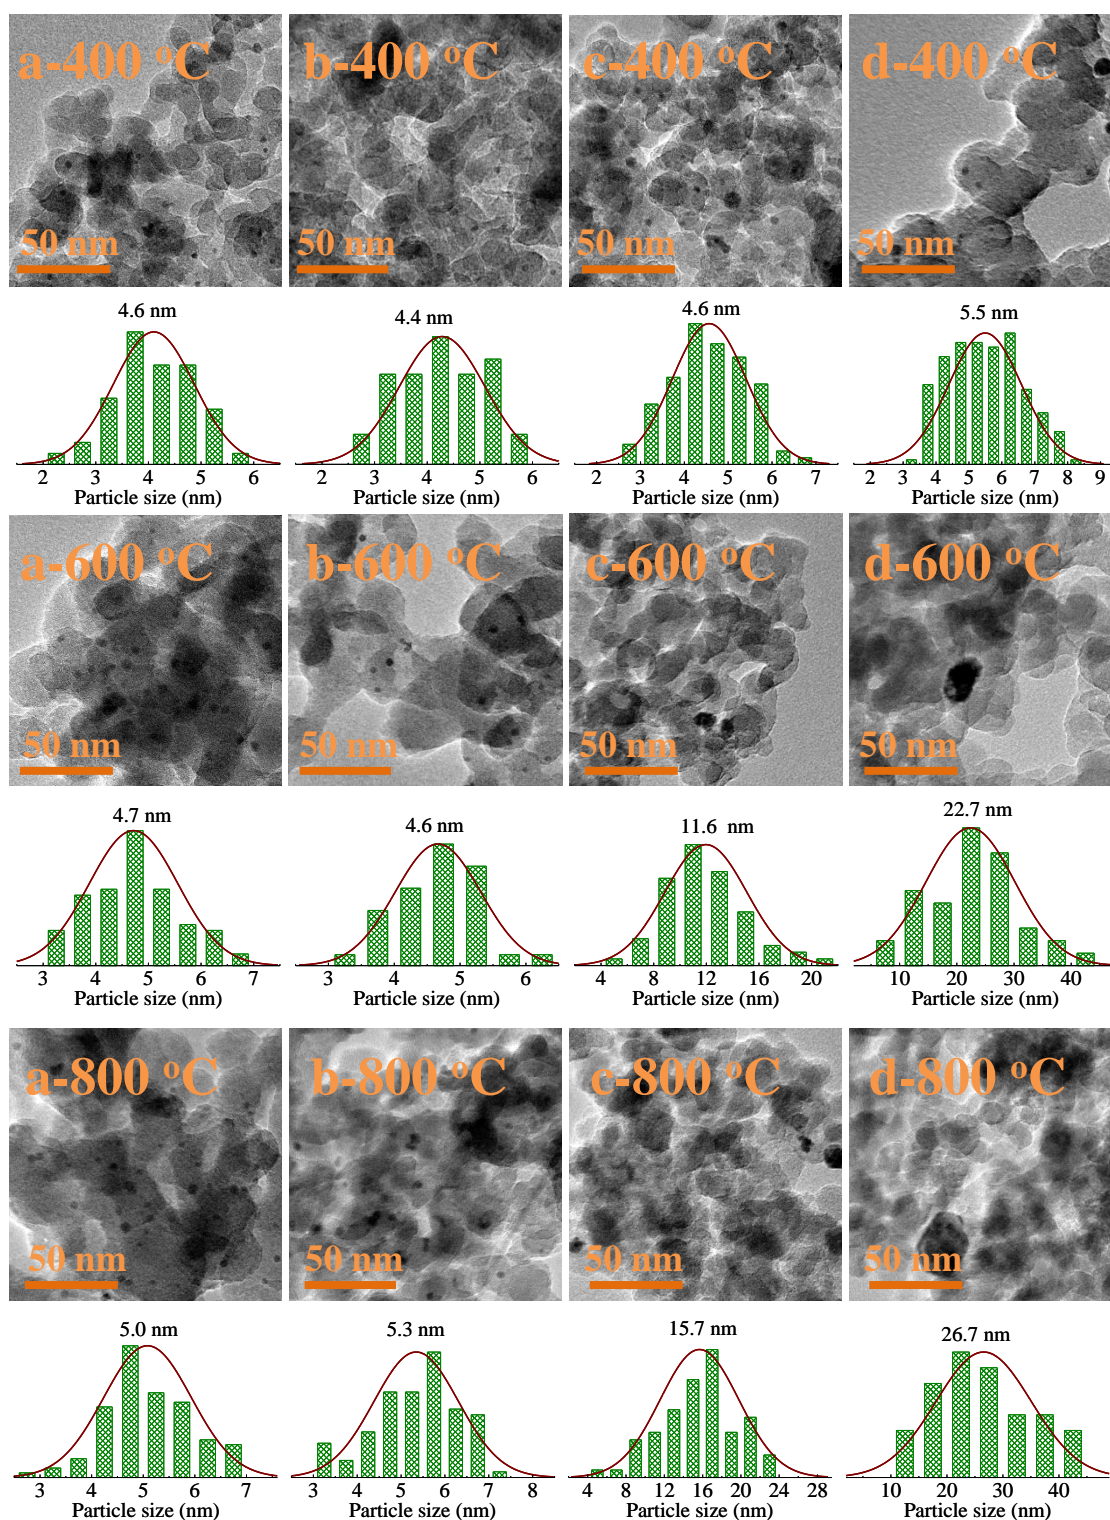 a-400 °C
b-400 °C
c-400 °C
d-400 °C
50 nm
50 nm
50 nm
50 nm
4.6 nm
4.4 nm
4.6 nm
5.5 nm
2 3 4 5 6
2 3 4 5 6
2 3 4 5 6 7
2 3 4 5 6 7 8 9
Particle size (nm)
Particle size (nm)
Particle size (nm)
Particle size (nm)
a-600 °C
b-600 °C
c-600 °C
d-600 °C
50 nm
50 nm
50 nm
50 nm
4.7 nm
4.6 nm
11.6 nm
22.7 nm
3 4 5 6 7
3 4 5 6
4 8 12 16 20
10 20 30 40
Particle size (nm)
Particle size (nm)
Particle size (nm)
Particle size (nm)
a-800 °C
b-800 °C
c-800 °C
d-800 °C
50 nm
50 nm
50 nm
50 nm
5.0 nm
5.3 nm
15.7 nm
26.7 nm
3 4 5 6 7
3 4 5 6 7 8
4 8 12 16 20 24 28
10 20 30 40
Particle size (nm)
Particle size (nm)
Particle size (nm)
Particle size (nm)